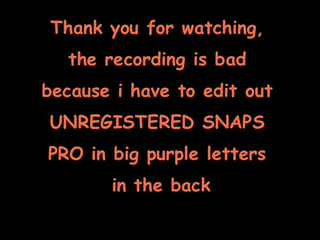 Thank you for watching,
the recording is bad
because i have to edit out
UNREGISTERED SNAPS
PRO in big purple letters
in the back